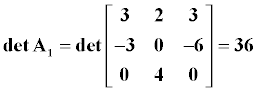 det A₁ = det [ 3 2 3
−3 0 −6
0 4 0 ] = 36